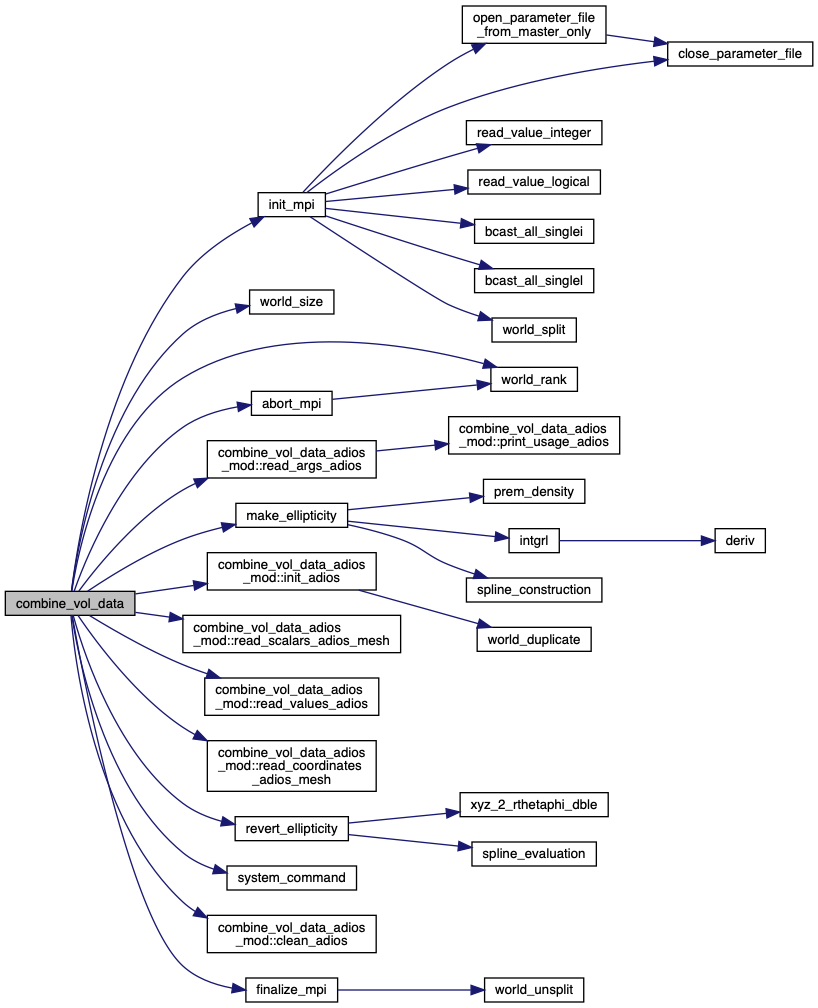 open_parameter_file
_from_master_only
close_parameter_file
read_value_integer
read_value_logical
init_mpi
bcast_all_singlei
bcast_all_singlel
world_size
world_split
world_rank
abort_mpi
combine_vol_data_adios
_mod::print_usage_adios
combine_vol_data_adios
_mod::read_args_adios
prem_density
make_ellipticity
intgrl
deriv
combine_vol_data_adios
_mod::init_adios
spline_construction
combine_vol_data
combine_vol_data_adios
_mod::read_scalars_adios_mesh
world_duplicate
combine_vol_data_adios
_mod::read_values_adios
combine_vol_data_adios
_mod::read_coordinates
_adios_mesh
xyz_2_rthetaphi_dble
revert_ellipticity
spline_evaluation
system_command
combine_vol_data_adios
_mod::clean_adios
finalize_mpi
world_unsplit